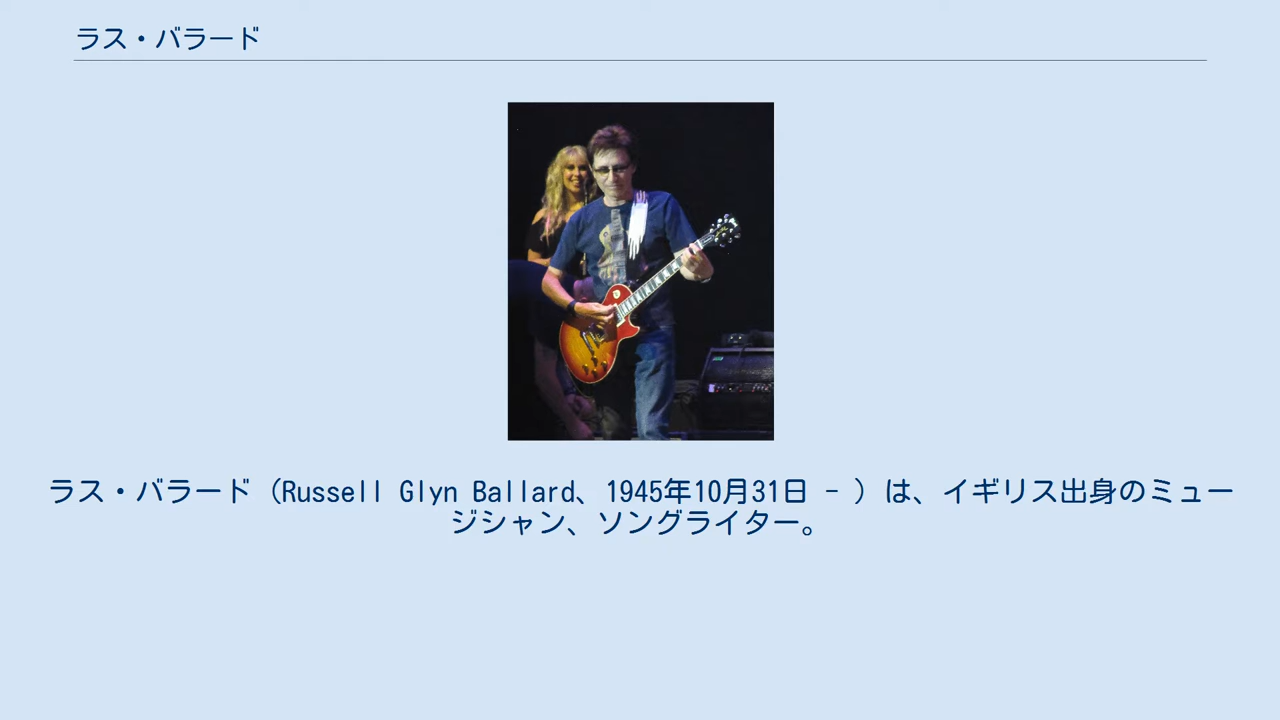 ラス・バラード
ラス・バラード（Russell Glyn Ballard、1945年10月31日 - ）は、イギリス出身のミュー
ジシャン、ソングライター。